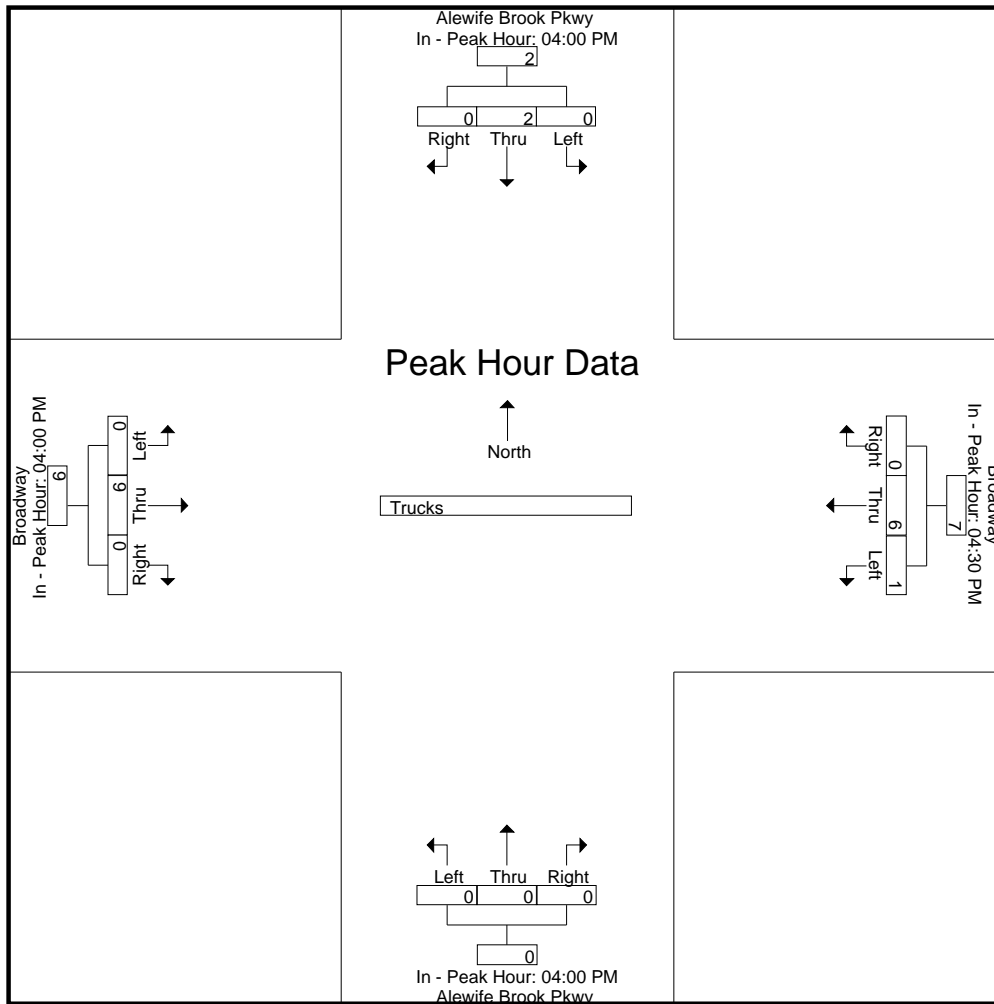 Alewife Brook Pkwy
In - Peak Hour: 04:00 PM
2
0 2 0
Right Thru Left
Peak Hour Data
North
Trucks
Broadway
In - Peak Hour: 04:00 PM
6
0 6 0
Left Thru Right
Broadway
In - Peak Hour: 04:30 PM
7
0 6 1
Right Thru Left
Left Thru Right
0 0 0
0
In - Peak Hour: 04:00 PM
Alewife Brook Pkwy